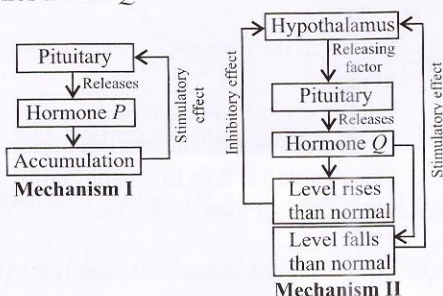 Pituitary
Releases
Hormone P
Accumulation
Stimulatory
effect
Mechanism I
Hypothalamus
Releasing
factor
Pituitary
Releases
Hormone Q
Level rises
than normal
Level falls
than normal
Inhibitory effect
Stimulatory effect
Mechanism II